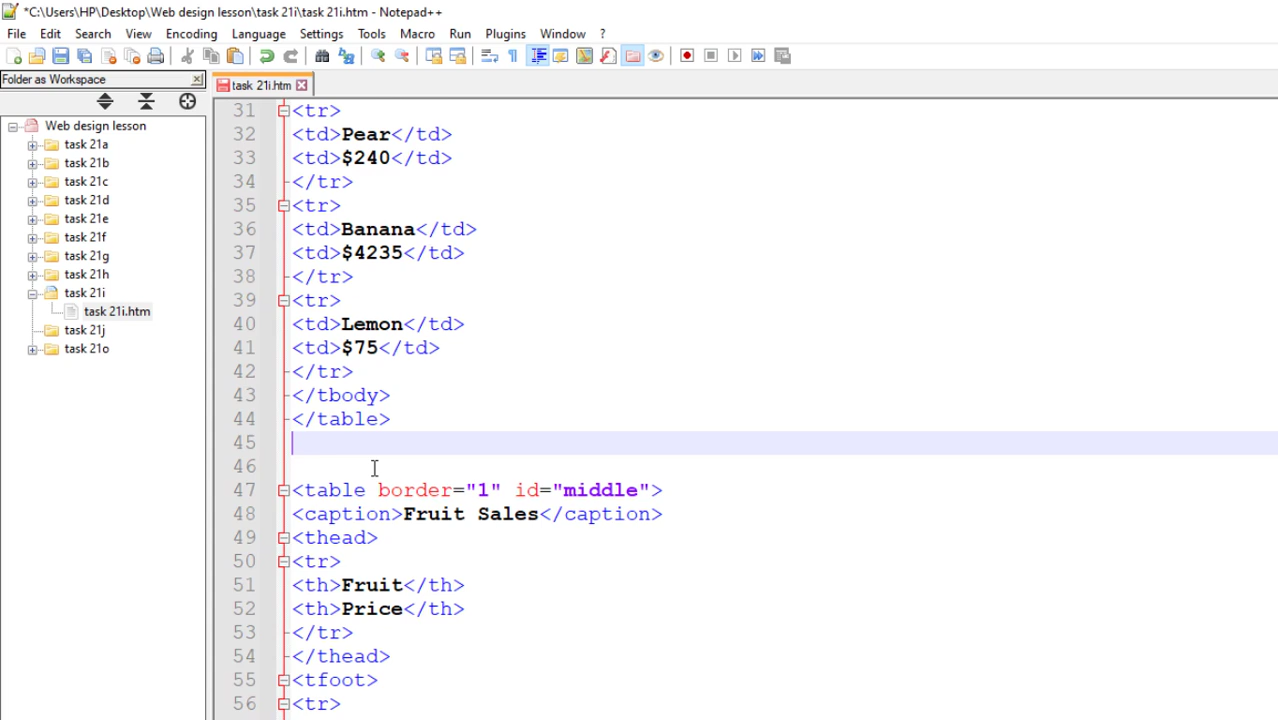 *C:\Users\HP\Desktop\Web design lesson\task 21i\task 21i.htm - Notepad++
File Edit Search View Encoding Language Settings Tools Macro Run Plugins Window ?
Folder as Workspace
task 21i.htm
Web design lesson
task 21a
task 21b
task 21c
task 21d
task 21e
task 21f
task 21g
task 21h
task 21i
task 21i.htm
task 21j
task 21o
31 <tr>
32 <td>Pear</td>
33 <td>$240</td>
34 </tr>
35 <tr>
36 <td>Banana</td>
37 <td>$4235</td>
38 </tr>
39 <tr>
40 <td>Lemon</td>
41 <td>$75</td>
42 </tr>
43 </tbody>
44 </table>
45
46
47 <table border="1" id="middle">
48 <caption>Fruit Sales</caption>
49 <thead>
50 <tr>
51 <th>Fruit</th>
52 <th>Price</th>
53 </tr>
54 </thead>
55 <tfoot>
56 <tr>